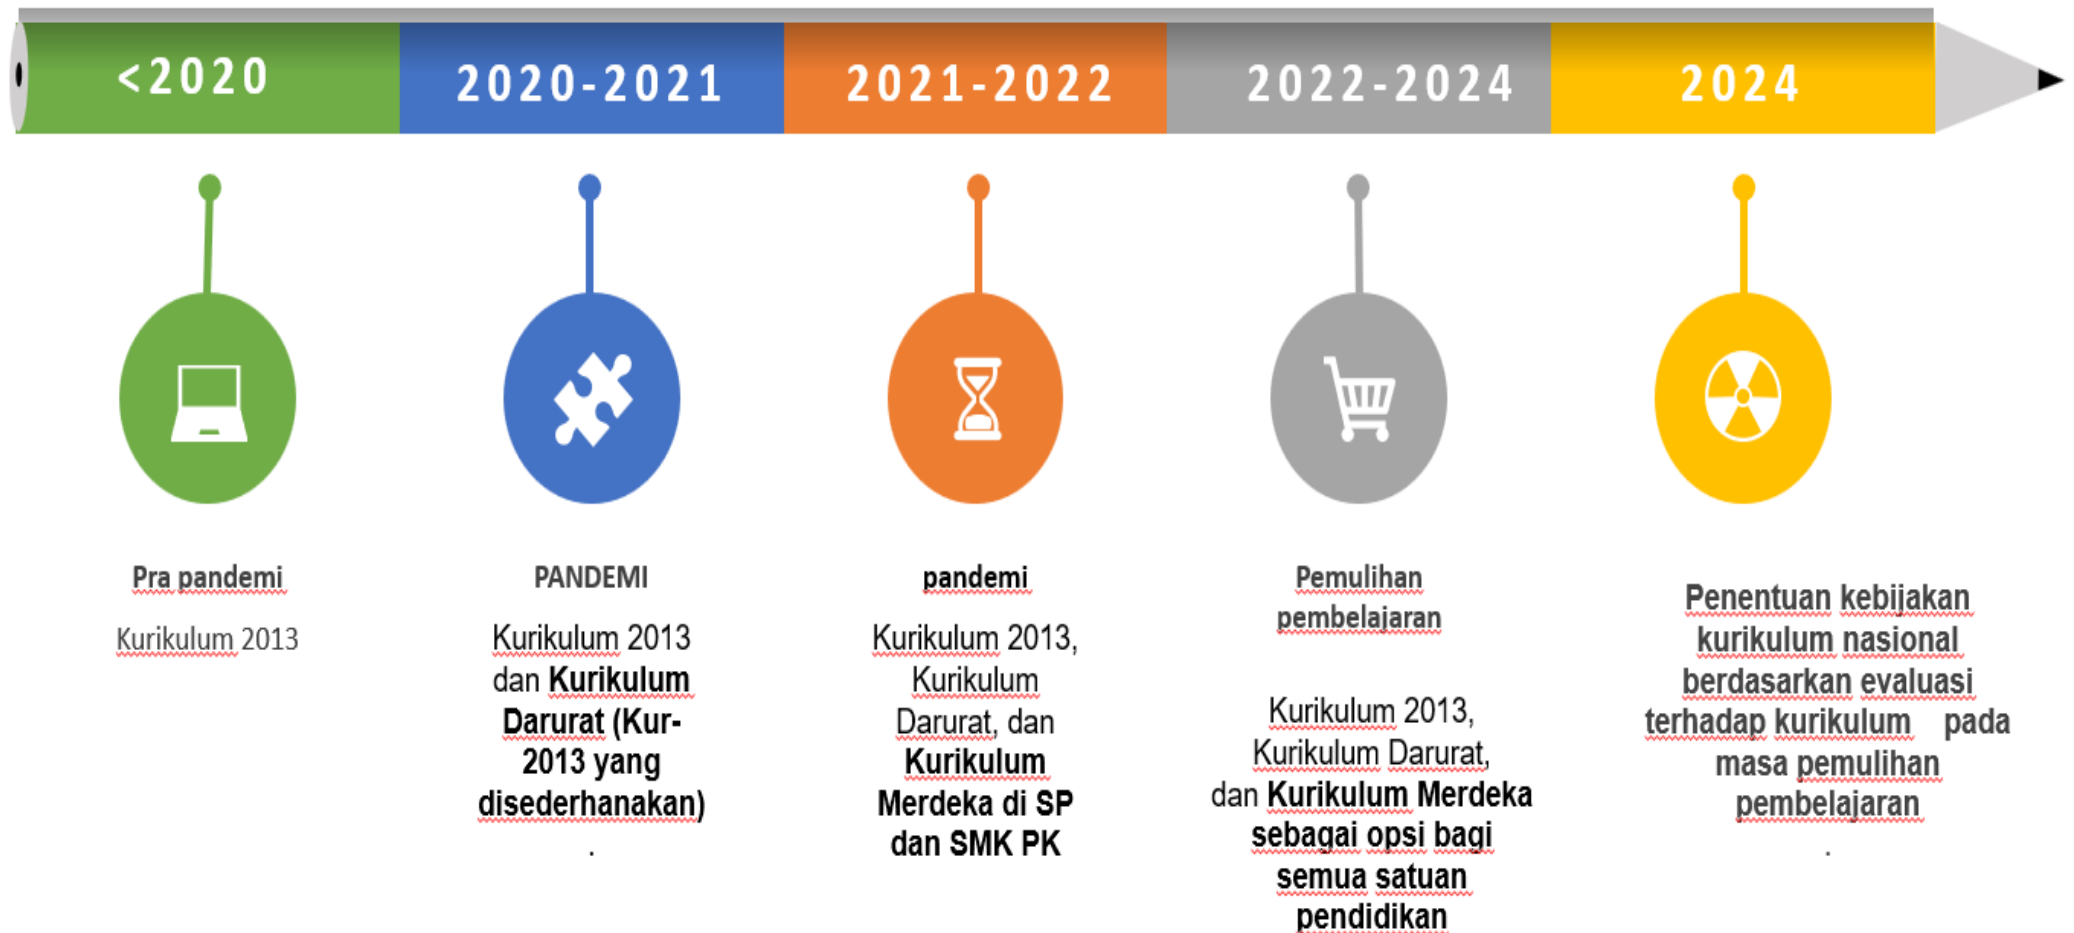 <2020
2020-2021
2021-2022
2022-2024
2024
Pra pandemi
Kurikulum 2013
PANDEMI
Kurikulum 2013
dan Kurikulum
Darurat (Kur-
2013 yang
disederhanakan)
.
pandemi
Kurikulum 2013,
Kurikulum
Darurat, dan
Kurikulum
Merdeka di SP
dan SMK PK
Pemulihan
pembelajaran
Kurikulum 2013,
Kurikulum Darurat,
dan Kurikulum Merdeka
sebagai opsi bagi
semua satuan
pendidikan
Penentuan kebijakan
kurikulum nasional
berdasarkan evaluasi
terhadap kurikulum pada
masa pemulihan
pembelajaran
.